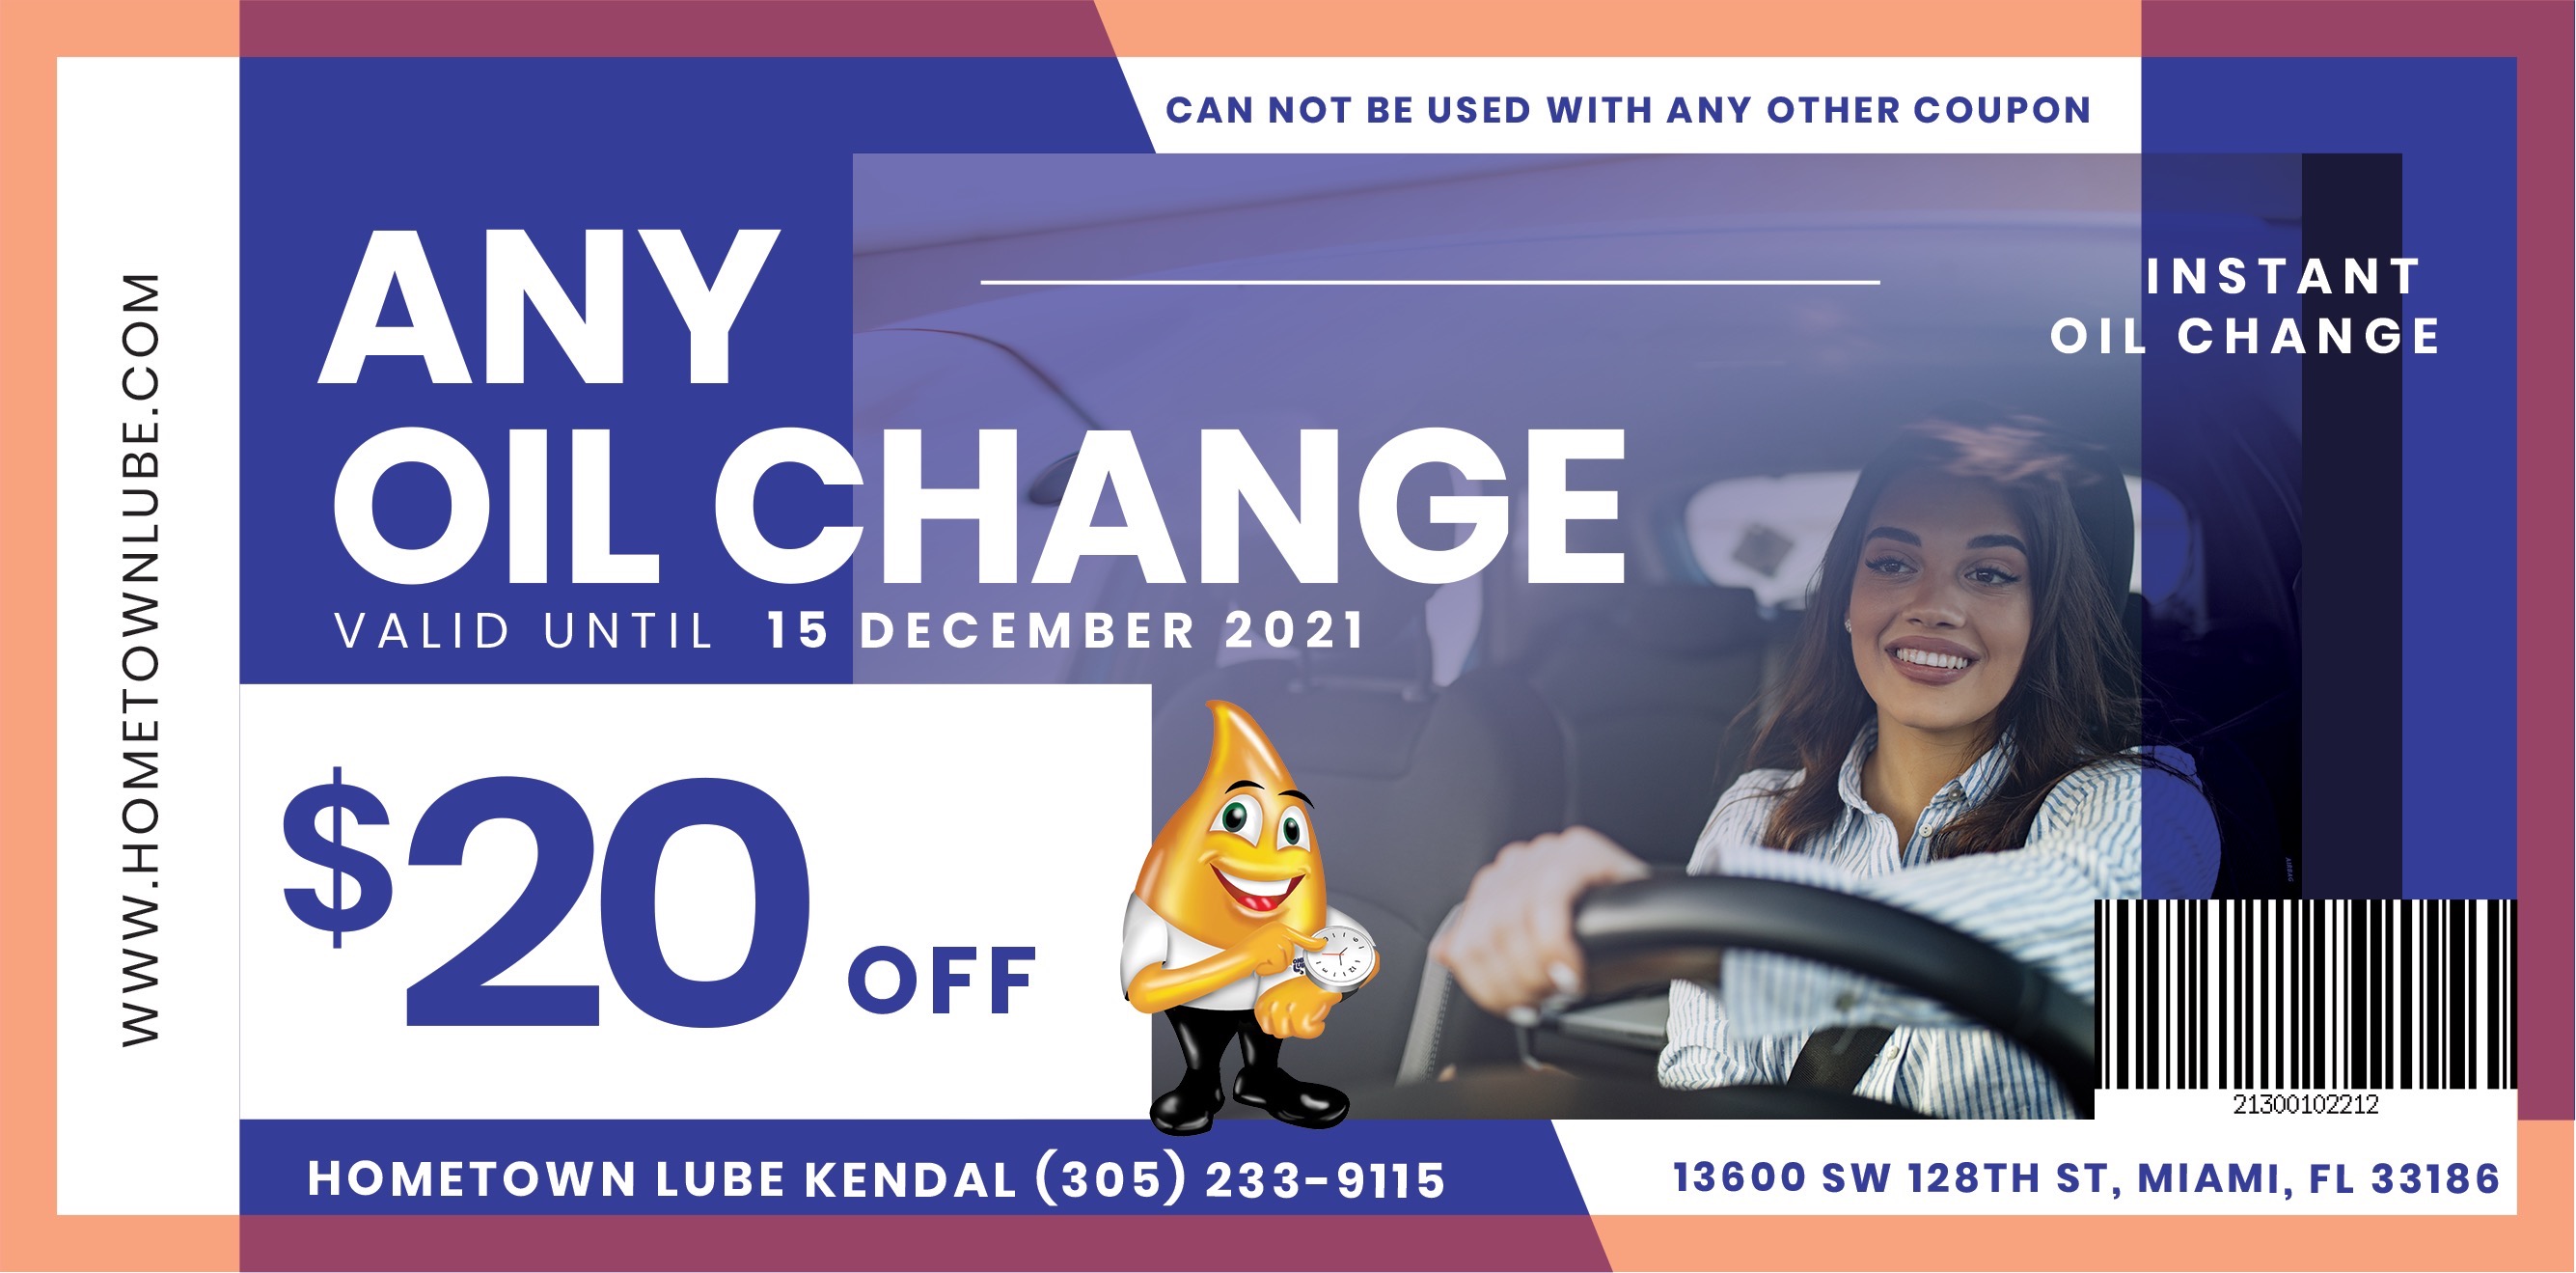 CAN NOT BE USED WITH ANY OTHER COUPON
WWW.HOMETOWNLUBE.COM
ANY
OIL CHANGE
VALID UNTIL 15 DECEMBER 2021
INSTANT
OIL CHANGE
$20 OFF
21300102212
HOMETOWN LUBE KENDAL (305) 233-9115
13600 SW 128TH ST, MIAMI, FL 33186